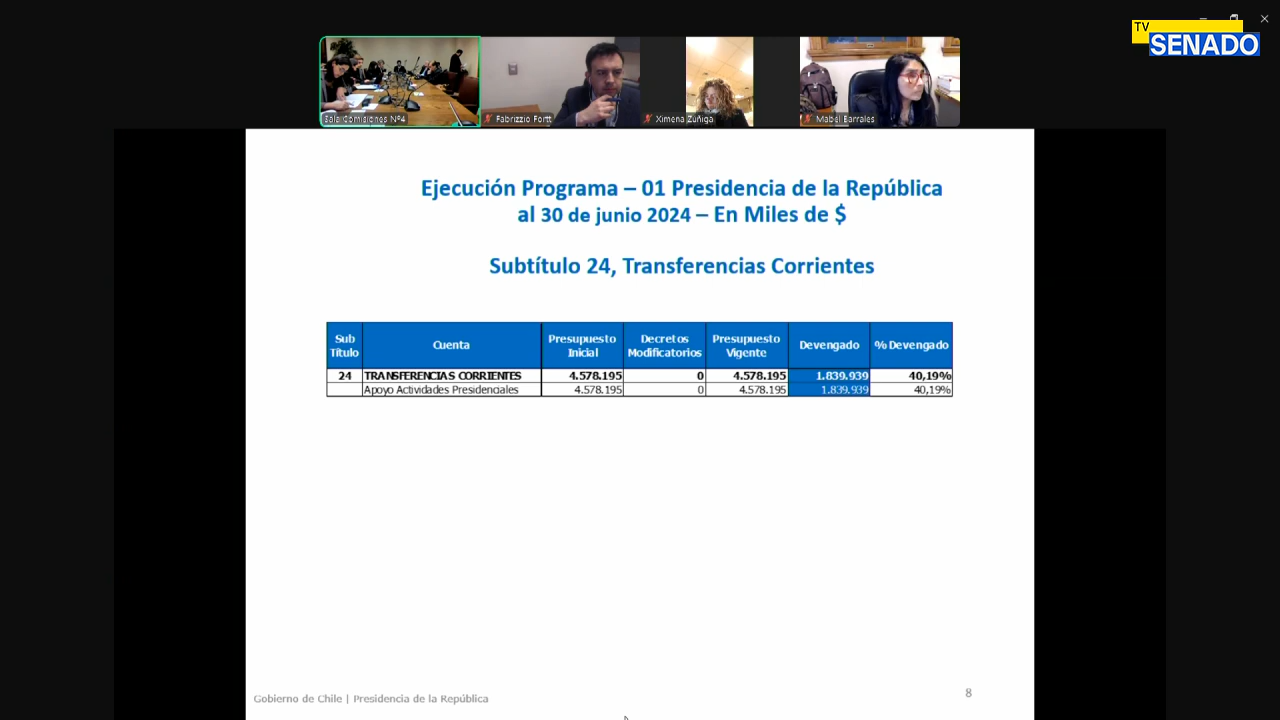 TV
SENADO
Sala Comisiones Nº4
Fabrizzio Fortt
Ximena Zúñiga
Mabel Barrales
Ejecución Programa – 01 Presidencia de la República
al 30 de junio 2024 – En Miles de $
Subtítulo 24, Transferencias Corrientes
Sub Título Cuenta Presupuesto Inicial Decretos Modificatorios Presupuesto Vigente Devengado % Devengado
24 TRANSFERENCIAS CORRIENTES 4.578.195 0 4.578.195 1.839.939 40,19%
Apoyo Actividades Presidenciales 4.578.195 0 4.578.195 1.839.939 40,19%
Gobierno de Chile | Presidencia de la República
8